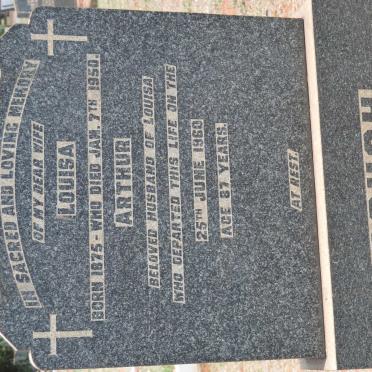 IN SACRED AND LOVING MEMORY
OF MY DEAR WIFE
LOUISA
BORN 1875 - WHO DIED JAN. 7TH 1950.
ARTHUR
BELOVED HUSBAND OF LOUISA
WHO DEPARTED THIS LIFE ON THE
25TH JUNE 1960
AGE 87 YEARS.
AT REST.